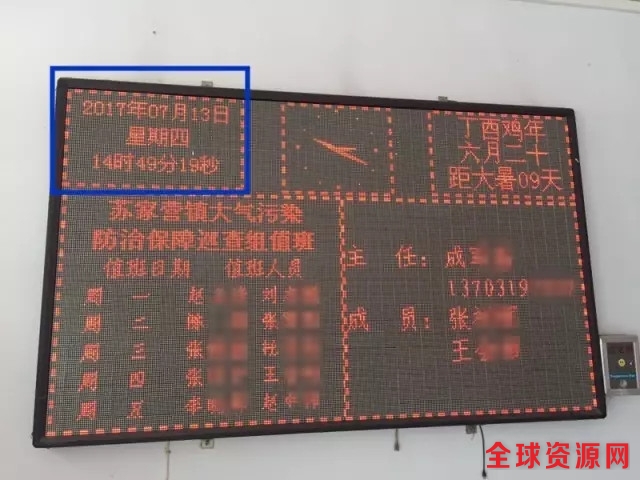 2017年07月13日
星期四
14时49分19秒
丁酉鸡年
六月二十
距大暑09天
苏家营镇大气污染
防治保障巡查组值班
值班日期 值班人员
周 一 赵 刘
周 二 陈 张
周 三 张 杜
周 四 张 王
周 五 李 赵
主 任：成
1370319
成 员：张
王
全球资源网